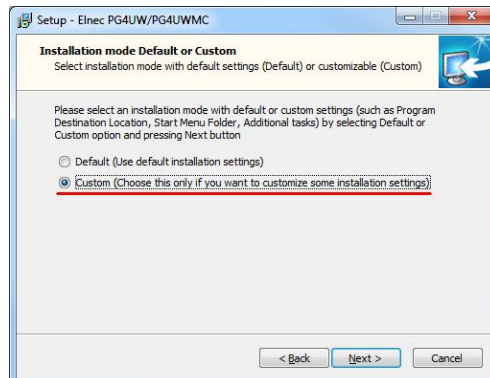 Setup - Elnec PG4UW/PG4UWMC
Installation mode Default or Custom
Select installation mode with default settings (Default) or customizable (Custom)
Please select an installation mode with default or custom settings (such as Program
Destination Location, Start Menu Folder, Additional tasks) by selecting Default or
Custom option and pressing Next button
Default (Use default installation settings)
Custom (Choose this only if you want to customize some installation settings)
< Back Next > Cancel